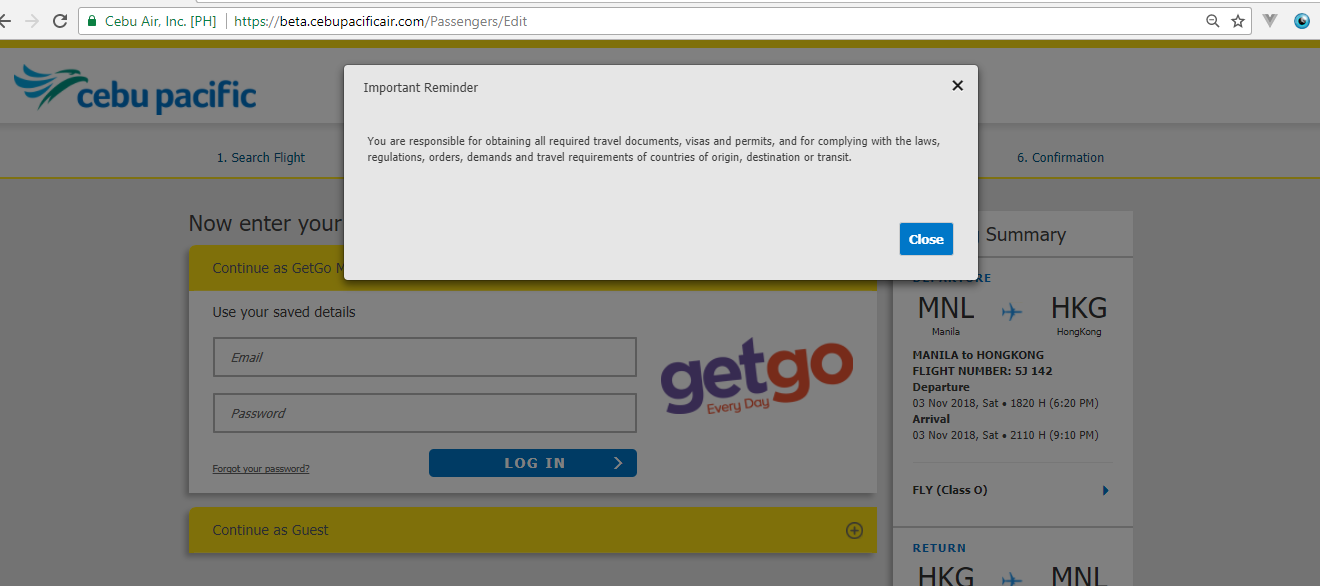 Cebu Air, Inc. [PH]
https://beta.cebupacificair.com/Passengers/Edit
cebu pacific
Important Reminder
You are responsible for obtaining all required travel documents, visas and permits, and for complying with the laws,
regulations, orders, demands and travel requirements of countries of origin, destination or transit.
Close
1. Search Flight
6. Confirmation
Now enter your
Continue as GetGo M
Use your saved details
Email
Password
Forgot your password?
LOG IN
getgo
Every Day
Continue as Guest
Summary
DEPARTURE
MNL HKG
Manila HongKong
MANILA to HONGKONG
FLIGHT NUMBER: 5J 142
Departure
03 Nov 2018, Sat • 1820 H (6:20 PM)
Arrival
03 Nov 2018, Sat • 2110 H (9:10 PM)
FLY (Class O)
RETURN
HKG MNL